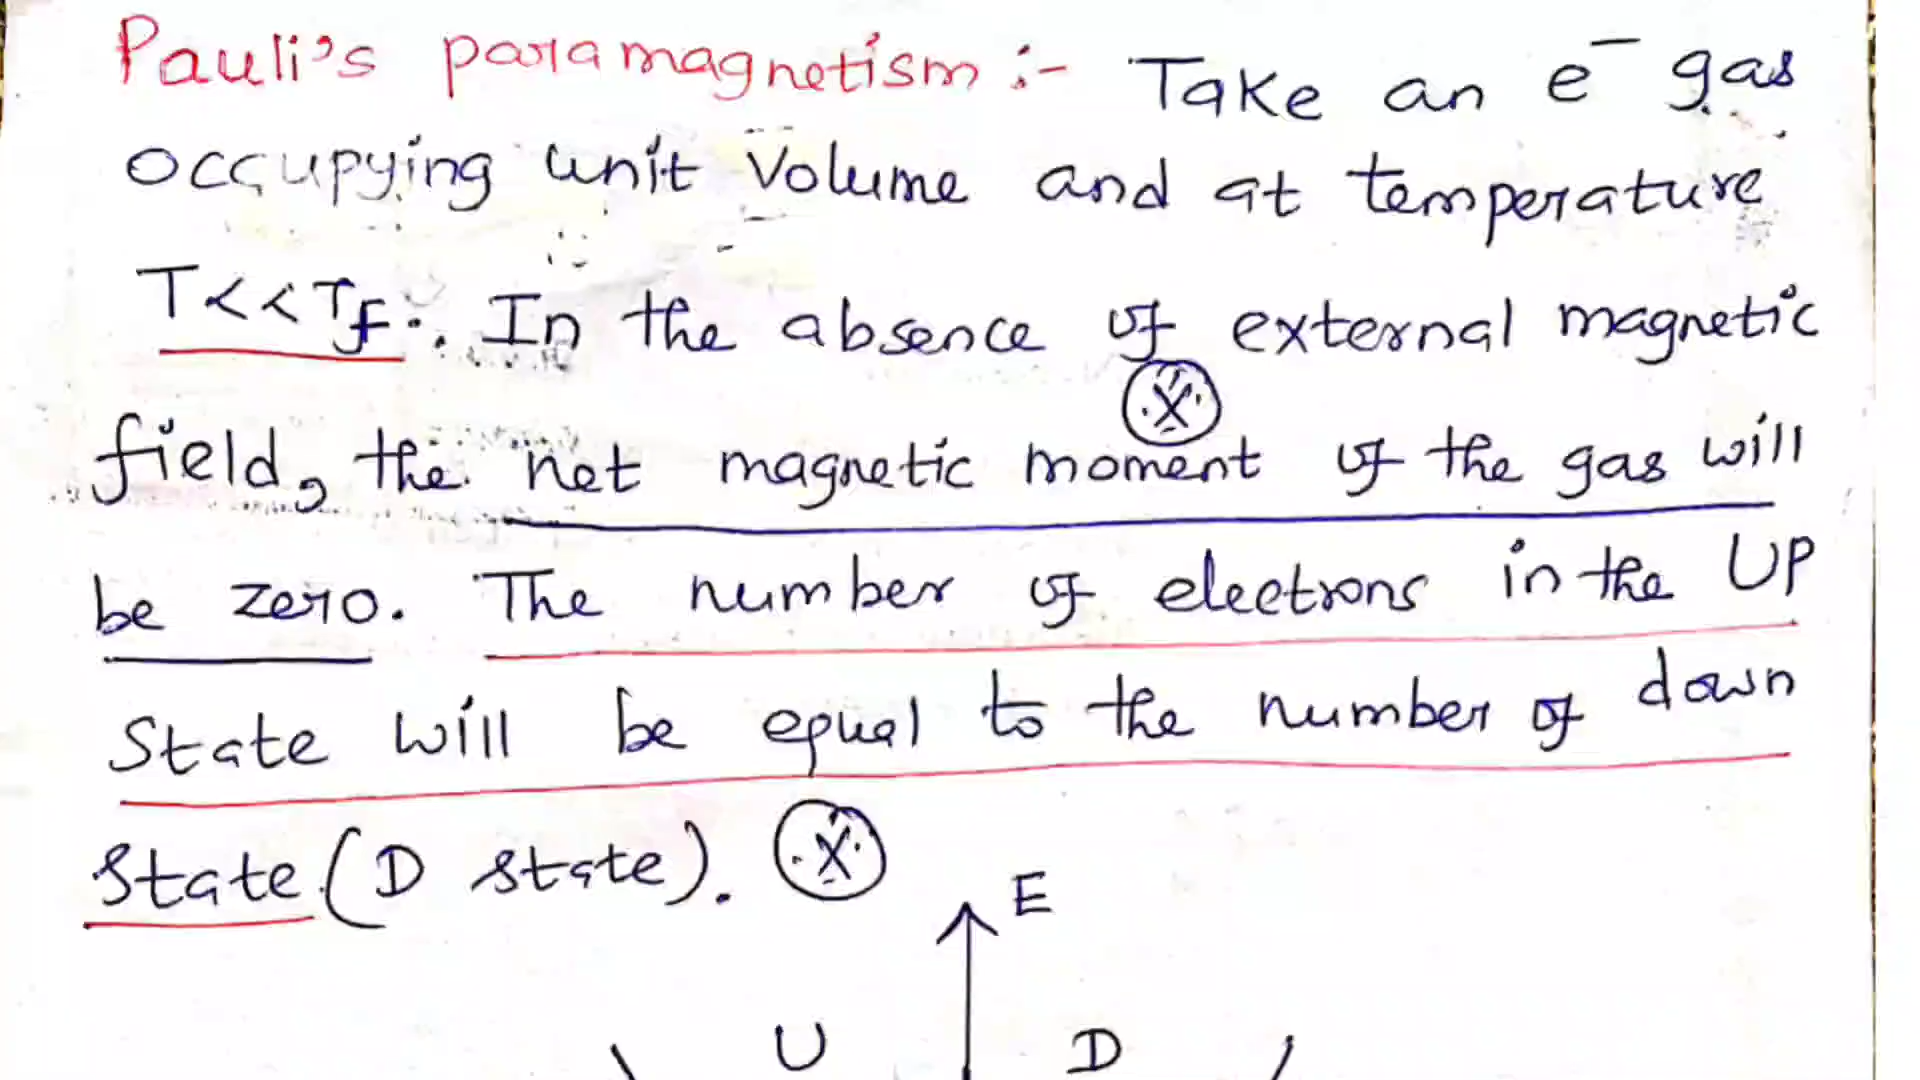 Pauli's paramagnetism :- Take an e⁻ gas
occupying unit volume and at temperature
T<<Tf. In the absence of external magnetic
field, the net magnetic moment of the gas will
be zero. The number of electrons in the UP
State will be equal to the number of down
state (D state).
E
U D